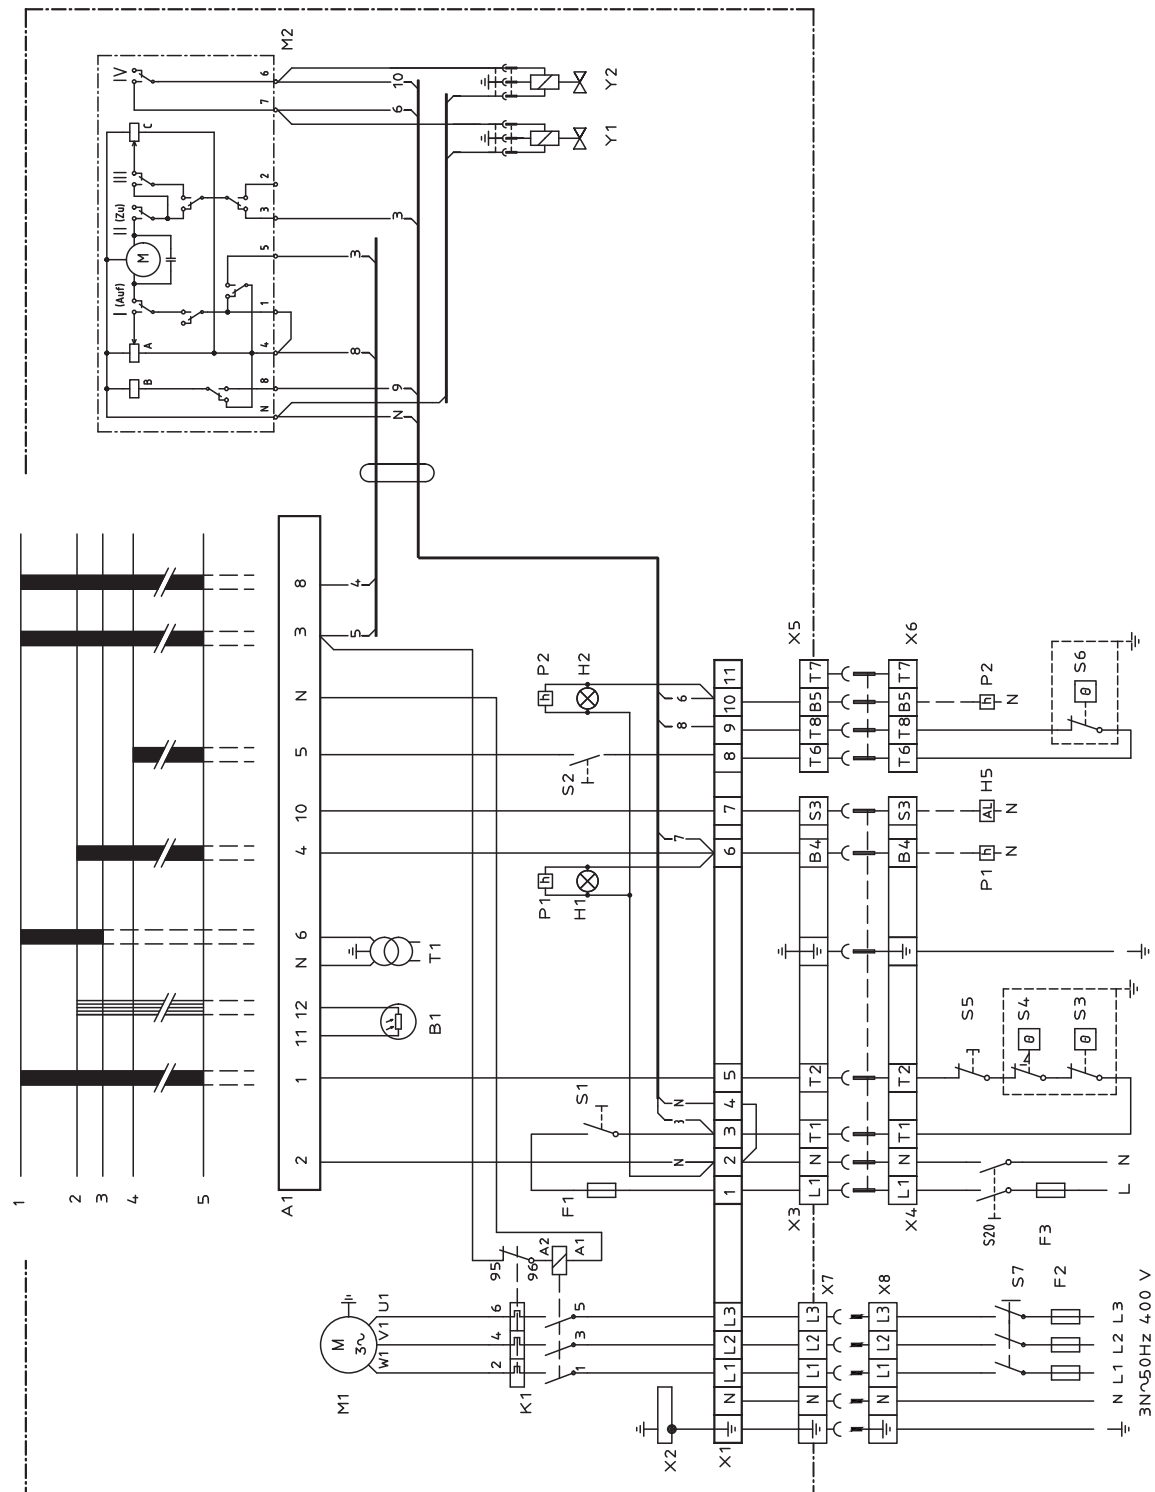 1
2
3
4
5
I (Auf)
II (Zu)
III
IV
B
A
M
C
N 8 4 1 5 3 2 7 6
M2
A1
2 1 11 12 N 6 4 10 5 N 3 8
M1
M
3~
W1 V1 U1
5 4 8 3
N 9 3 6 10
B1
T1
2 4 6
K1
95
96
A2
A1
1 3 5
F1
S1
P1
H1
S2
P2
H2
h
h
Y1
Y2
X2
N 3 N 7 8 6
X1
N L1 L2 L3 1 2 3 4 5 6 7 8 9 10 11
X3
X5
N L1 L2 L3 L1 N T1 T2 B4 S3 T6 T8 B5 T7
X7
X8
X4
X6
N L1 L2 L3 L1 N T1 T2 B4 S3 T6 T8 B5 T7
S20
S5
P1
h
N
H5
AL
N
P2
h
N
S7
F2
F3
S4
θ
S3
θ
S6
θ
N L1 L2 L3
L
N
3N~50Hz 400 V